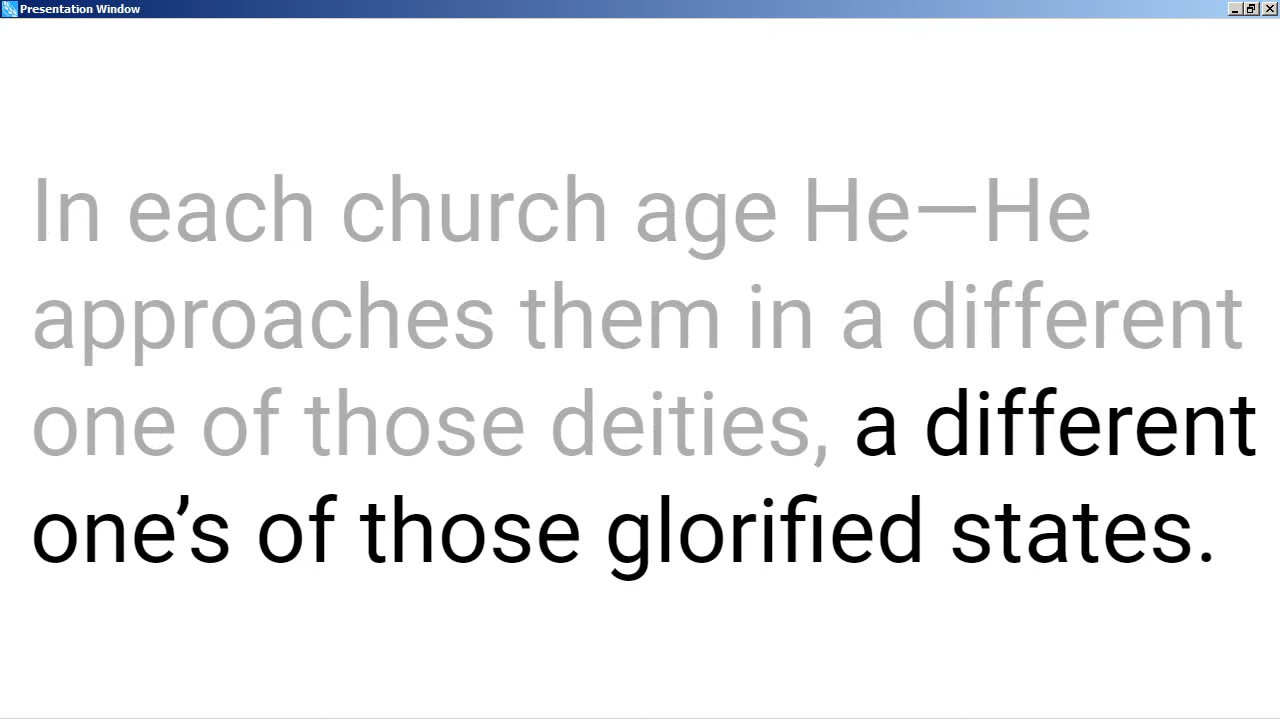 Presentation Window
In each church age He—He
approaches them in a different
one of those deities, a different
one’s of those glorified states.